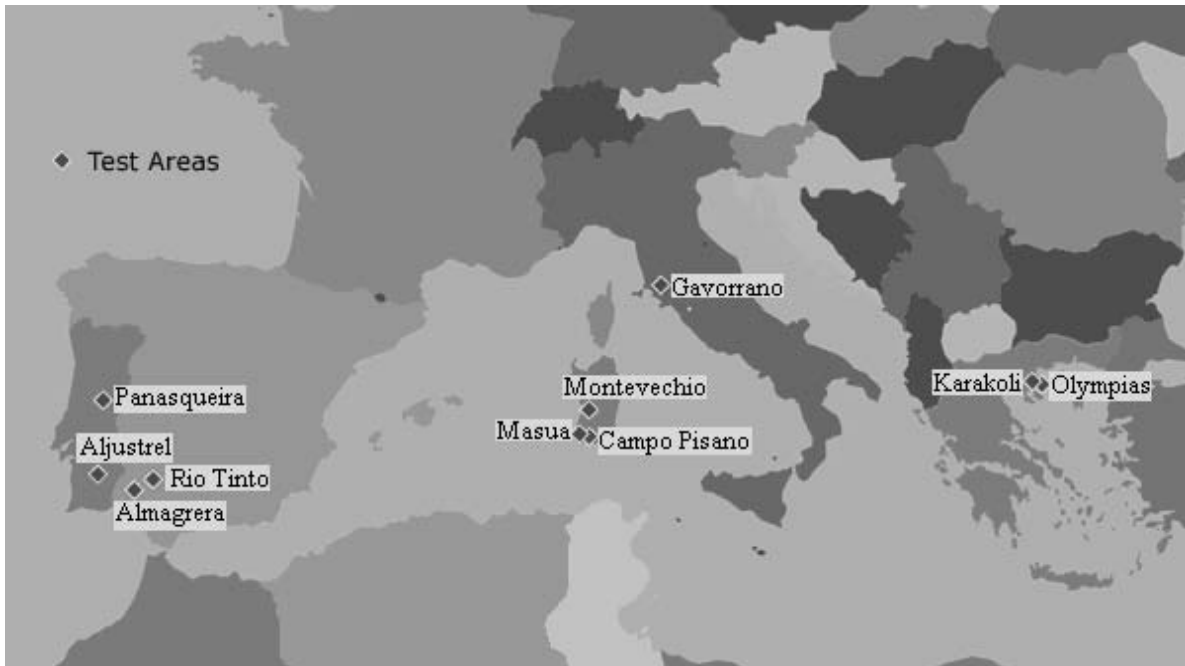 Test Areas
Gavorrano
Karakoli
Olympias
Montevechio
Panasqueira
Masua
Campo Pisano
Aljustrel
Rio Tinto
Almagrera